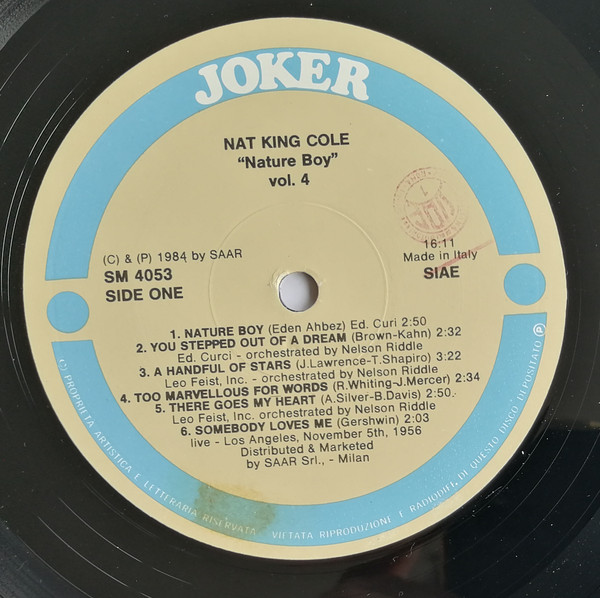 JOKER
NAT KING COLE
"Nature Boy"
vol. 4
(C) & (P) 1984 by SAAR
SM 4053
SIDE ONE
16:11
Made in Italy
SIAE
1. NATURE BOY (Eden Ahbez) Ed. Curi 2:50
2. YOU STEPPED OUT OF A DREAM (Brown-Kahn) 2:32
Ed. Curci - orchestrated by Nelson Riddle
3. A HANDFUL OF STARS (J.Lawrence-T.Shapiro) 3:22
Leo Feist, Inc. - orchestrated by Nelson Riddle
4. TOO MARVELLOUS FOR WORDS (R.Whiting-J.Mercer) 2:34
5. THERE GOES MY HEART (A.Silver-B.Davis) 2:50.
Leo Feist, Inc. - orchestrated by Nelson Riddle
6. SOMEBODY LOVES ME (Gershwin) 2:03
live - Los Angeles, November 5th, 1956
Distributed & Marketed
by SAAR Srl., - Milan
PROPRIETA ARTISTICA E LETTERARIA RISERVATA VIETATA RIPRODUZIONE E RADIODIFF. DI QUESTO DISCO DEPOSITATO Ⓟ